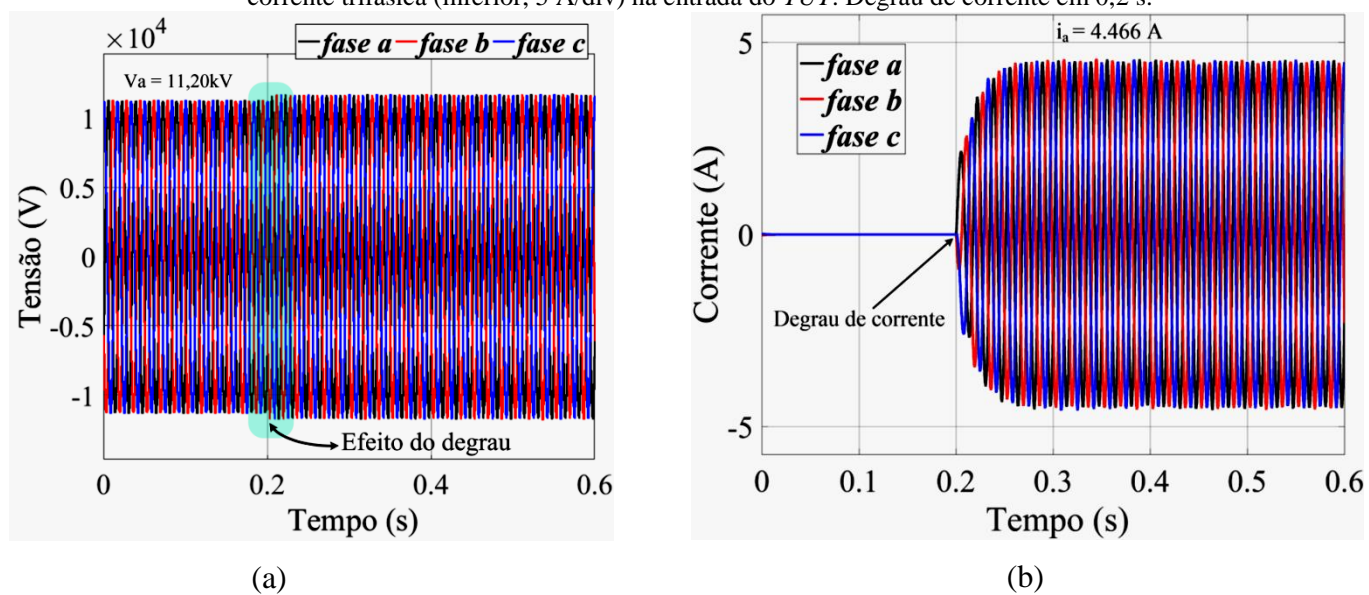 corrente trifásica (inferior, 5 A/div) na entrada do TUT. Degrau de corrente em 0,2 s.
×10⁴
fase a fase b fase c
Va = 11,20kV
1
0.5
0
-0.5
-1
Tensão (V)
Efeito do degrau
0 0.2 0.4 0.6
Tempo (s)
(a)
iₐ = 4.466 A
5
fase a
fase b
fase c
0
-5
Corrente (A)
Degrau de corrente
0 0.1 0.2 0.3 0.4 0.5 0.6
Tempo (s)
(b)